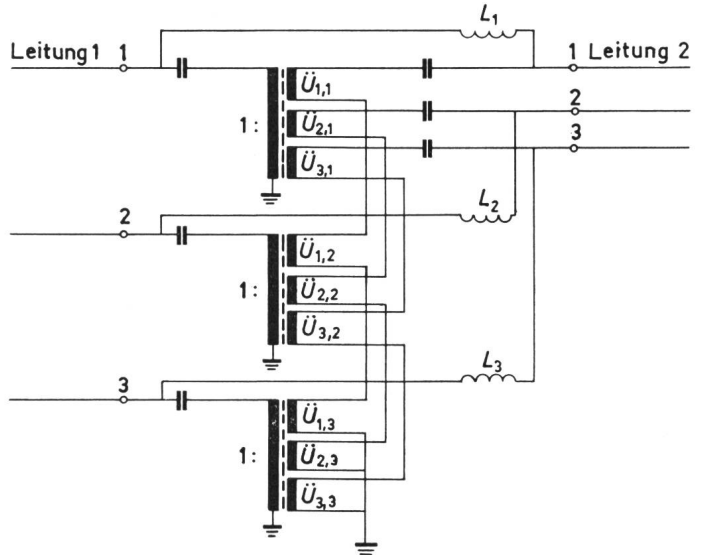 L₁
Leitung 1 1
1 Leitung 2
Ü₁,₁
2
1:
Ü₂,₁
3
Ü₃,₁
2
L₂
Ü₁,₂
1:
Ü₂,₂
Ü₃,₂
L₃
3
Ü₁,₃
1:
Ü₂,₃
Ü₃,₃